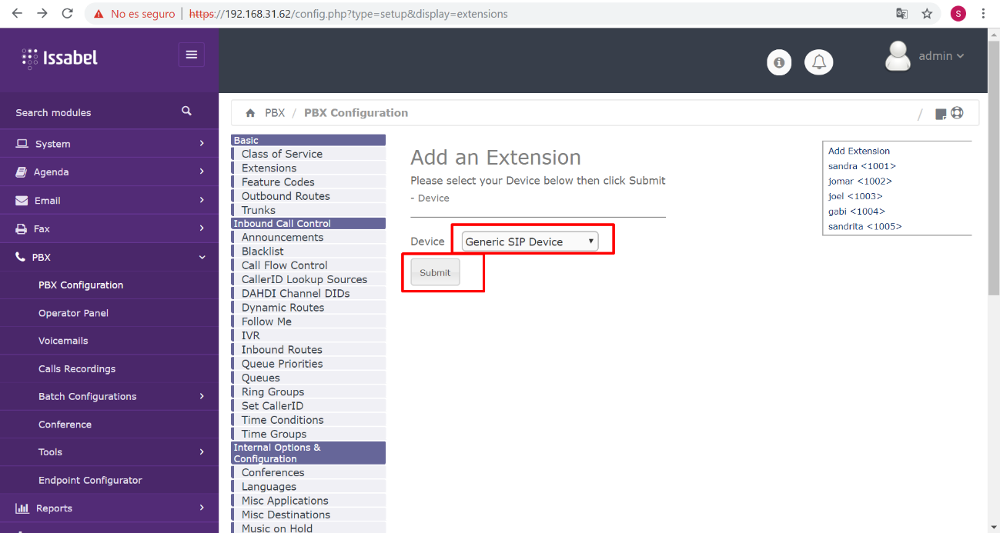 No es seguro | https://192.168.31.62/config.php?type=setup&display=extensions
S
Issabel
admin
Search modules
System
Agenda
Email
Fax
PBX
PBX Configuration
Operator Panel
Voicemails
Calls Recordings
Batch Configurations
Conference
Tools
Endpoint Configurator
Reports
PBX / PBX Configuration
/
Basic
Class of Service
Extensions
Feature Codes
Outbound Routes
Trunks
Inbound Call Control
Announcements
Blacklist
Call Flow Control
CallerID Lookup Sources
DAHDI Channel DIDs
Dynamic Routes
Follow Me
IVR
Inbound Routes
Queue Priorities
Queues
Ring Groups
Set CallerID
Time Conditions
Time Groups
Internal Options &
Configuration
Conferences
Languages
Misc Applications
Misc Destinations
Music on Hold
Add an Extension
Please select your Device below then click Submit
- Device
Device Generic SIP Device
Submit
Add Extension
sandra <1001>
jomar <1002>
joel <1003>
gabi <1004>
sandrita <1005>